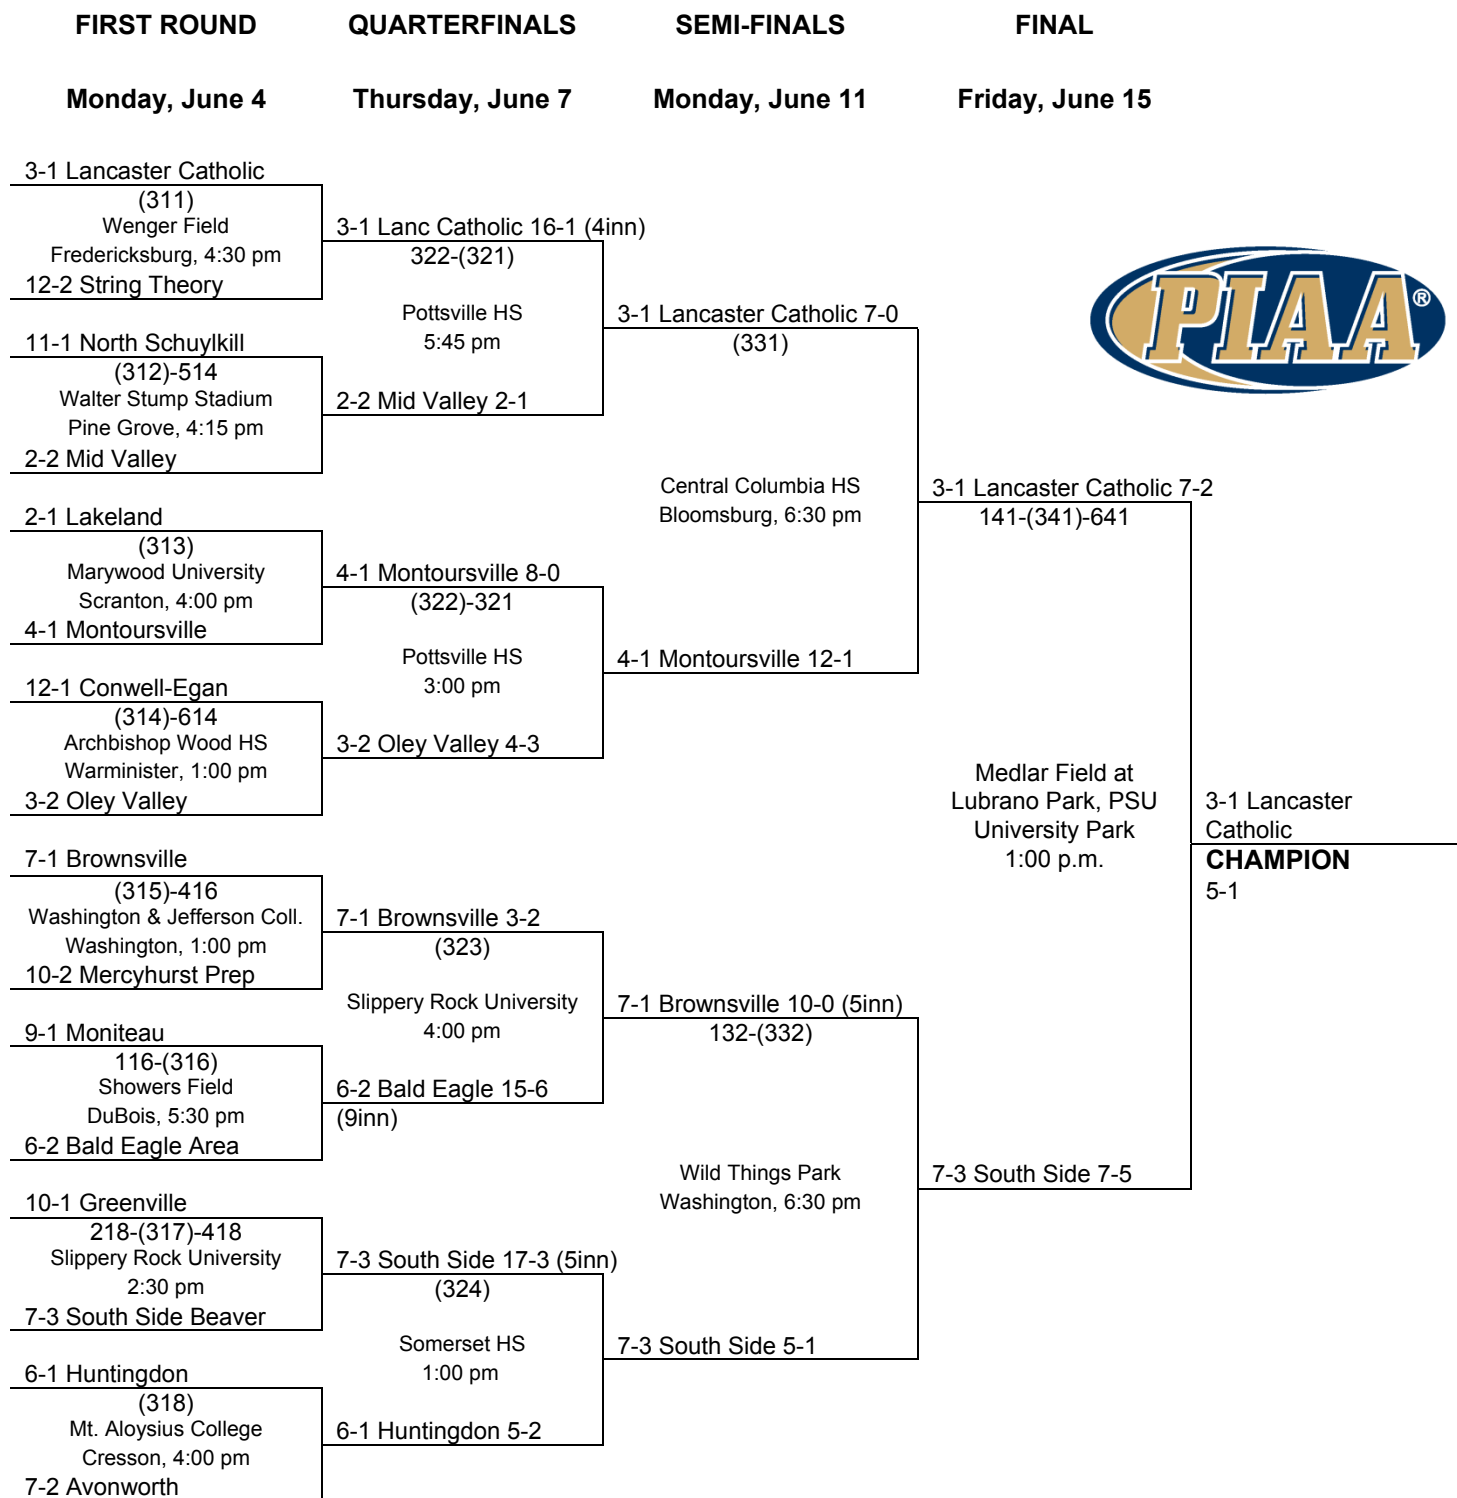 FIRST ROUND
QUARTERFINALS
SEMI-FINALS
FINAL
Monday, June 4
Thursday, June 7
Monday, June 11
Friday, June 15
3-1 Lancaster Catholic
(311)
Wenger Field
Fredericksburg, 4:30 pm
12-2 String Theory
11-1 North Schuylkill
(312)-514
Walter Stump Stadium
Pine Grove, 4:15 pm
2-2 Mid Valley
2-1 Lakeland
(313)
Marywood University
Scranton, 4:00 pm
4-1 Montoursville
12-1 Conwell-Egan
(314)-614
Archbishop Wood HS
Warminister, 1:00 pm
3-2 Oley Valley
7-1 Brownsville
(315)-416
Washington & Jefferson Coll.
Washington, 1:00 pm
10-2 Mercyhurst Prep
9-1 Moniteau
116-(316)
Showers Field
DuBois, 5:30 pm
6-2 Bald Eagle Area
10-1 Greenville
218-(317)-418
Slippery Rock University
2:30 pm
7-3 South Side Beaver
6-1 Huntingdon
(318)
Mt. Aloysius College
Cresson, 4:00 pm
7-2 Avonworth
3-1 Lanc Catholic 16-1 (4inn)
322-(321)
Pottsville HS
5:45 pm
2-2 Mid Valley 2-1
4-1 Montoursville 8-0
(322)-321
Pottsville HS
3:00 pm
3-2 Oley Valley 4-3
7-1 Brownsville 3-2
(323)
Slippery Rock University
4:00 pm
6-2 Bald Eagle 15-6
(9inn)
7-3 South Side 17-3 (5inn)
(324)
Somerset HS
1:00 pm
6-1 Huntingdon 5-2
3-1 Lancaster Catholic 7-0
(331)
Central Columbia HS
Bloomsburg, 6:30 pm
4-1 Montoursville 12-1
7-1 Brownsville 10-0 (5inn)
132-(332)
Wild Things Park
Washington, 6:30 pm
7-3 South Side 5-1
PIAA®
3-1 Lancaster Catholic 7-2
141-(341)-641
Medlar Field at
Lubrano Park, PSU
University Park
1:00 p.m.
7-3 South Side 7-5
3-1 Lancaster
Catholic
CHAMPION
5-1